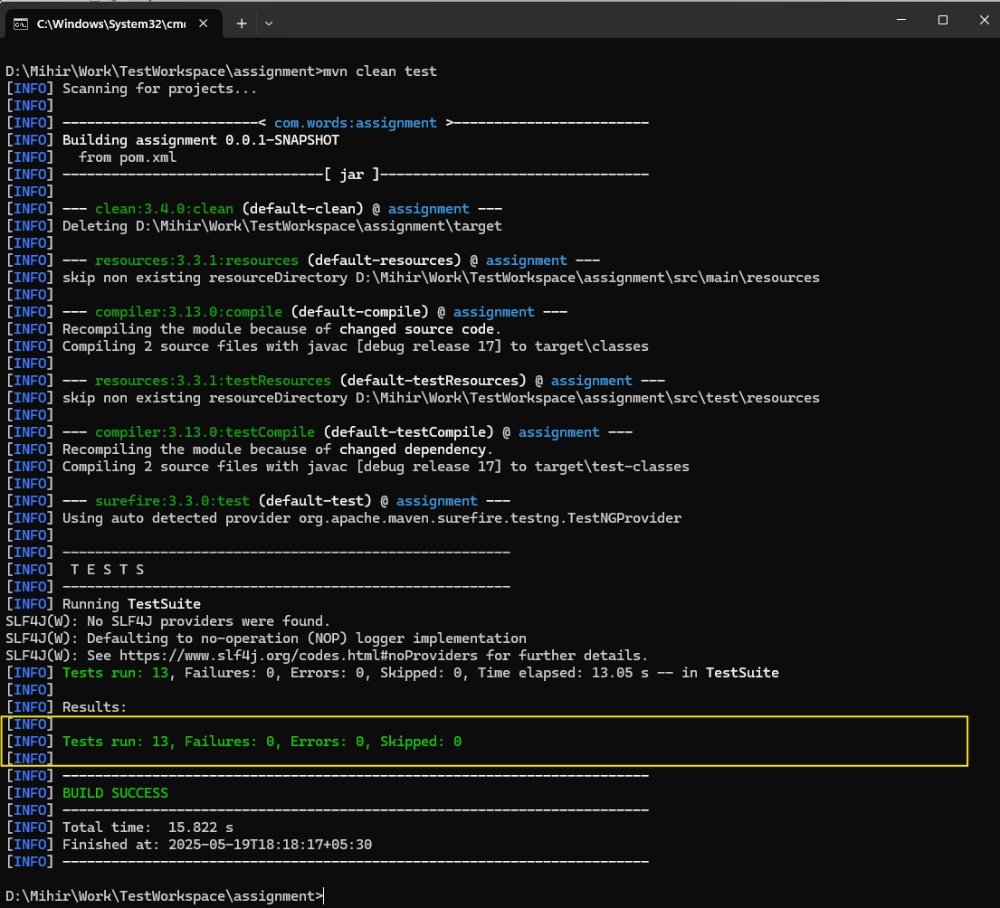 C:\Windows\System32\cm
D:\Mihir\Work\TestWorkspace\assignment>mvn clean test
[INFO] Scanning for projects...
[INFO]
[INFO] ------------------------< com.words:assignment >------------------------
[INFO] Building assignment 0.0.1-SNAPSHOT
[INFO]   from pom.xml
[INFO] --------------------------------[ jar ]---------------------------------
[INFO]
[INFO] --- clean:3.4.0:clean (default-clean) @ assignment ---
[INFO] Deleting D:\Mihir\Work\TestWorkspace\assignment\target
[INFO]
[INFO] --- resources:3.3.1:resources (default-resources) @ assignment ---
[INFO] skip non existing resourceDirectory D:\Mihir\Work\TestWorkspace\assignment\src\main\resources
[INFO]
[INFO] --- compiler:3.13.0:compile (default-compile) @ assignment ---
[INFO] Recompiling the module because of changed source code.
[INFO] Compiling 2 source files with javac [debug release 17] to target\classes
[INFO]
[INFO] --- resources:3.3.1:testResources (default-testResources) @ assignment ---
[INFO] skip non existing resourceDirectory D:\Mihir\Work\TestWorkspace\assignment\src\test\resources
[INFO]
[INFO] --- compiler:3.13.0:testCompile (default-testCompile) @ assignment ---
[INFO] Recompiling the module because of changed dependency.
[INFO] Compiling 2 source files with javac [debug release 17] to target\test-classes
[INFO]
[INFO] --- surefire:3.3.0:test (default-test) @ assignment ---
[INFO] Using auto detected provider org.apache.maven.surefire.testng.TestNGProvider
[INFO]
[INFO] -------------------------------------------------------
[INFO]  T E S T S
[INFO] -------------------------------------------------------
[INFO] Running TestSuite
SLF4J(W): No SLF4J providers were found.
SLF4J(W): Defaulting to no-operation (NOP) logger implementation
SLF4J(W): See https://www.slf4j.org/codes.html#noProviders for further details.
[INFO] Tests run: 13, Failures: 0, Errors: 0, Skipped: 0, Time elapsed: 13.05 s -- in TestSuite
[INFO]
[INFO] Results:
[INFO]
[INFO] Tests run: 13, Failures: 0, Errors: 0, Skipped: 0
[INFO]
[INFO] ------------------------------------------------------------------------
[INFO] BUILD SUCCESS
[INFO] ------------------------------------------------------------------------
[INFO] Total time:  15.822 s
[INFO] Finished at: 2025-05-19T18:18:17+05:30
[INFO] ------------------------------------------------------------------------
D:\Mihir\Work\TestWorkspace\assignment>